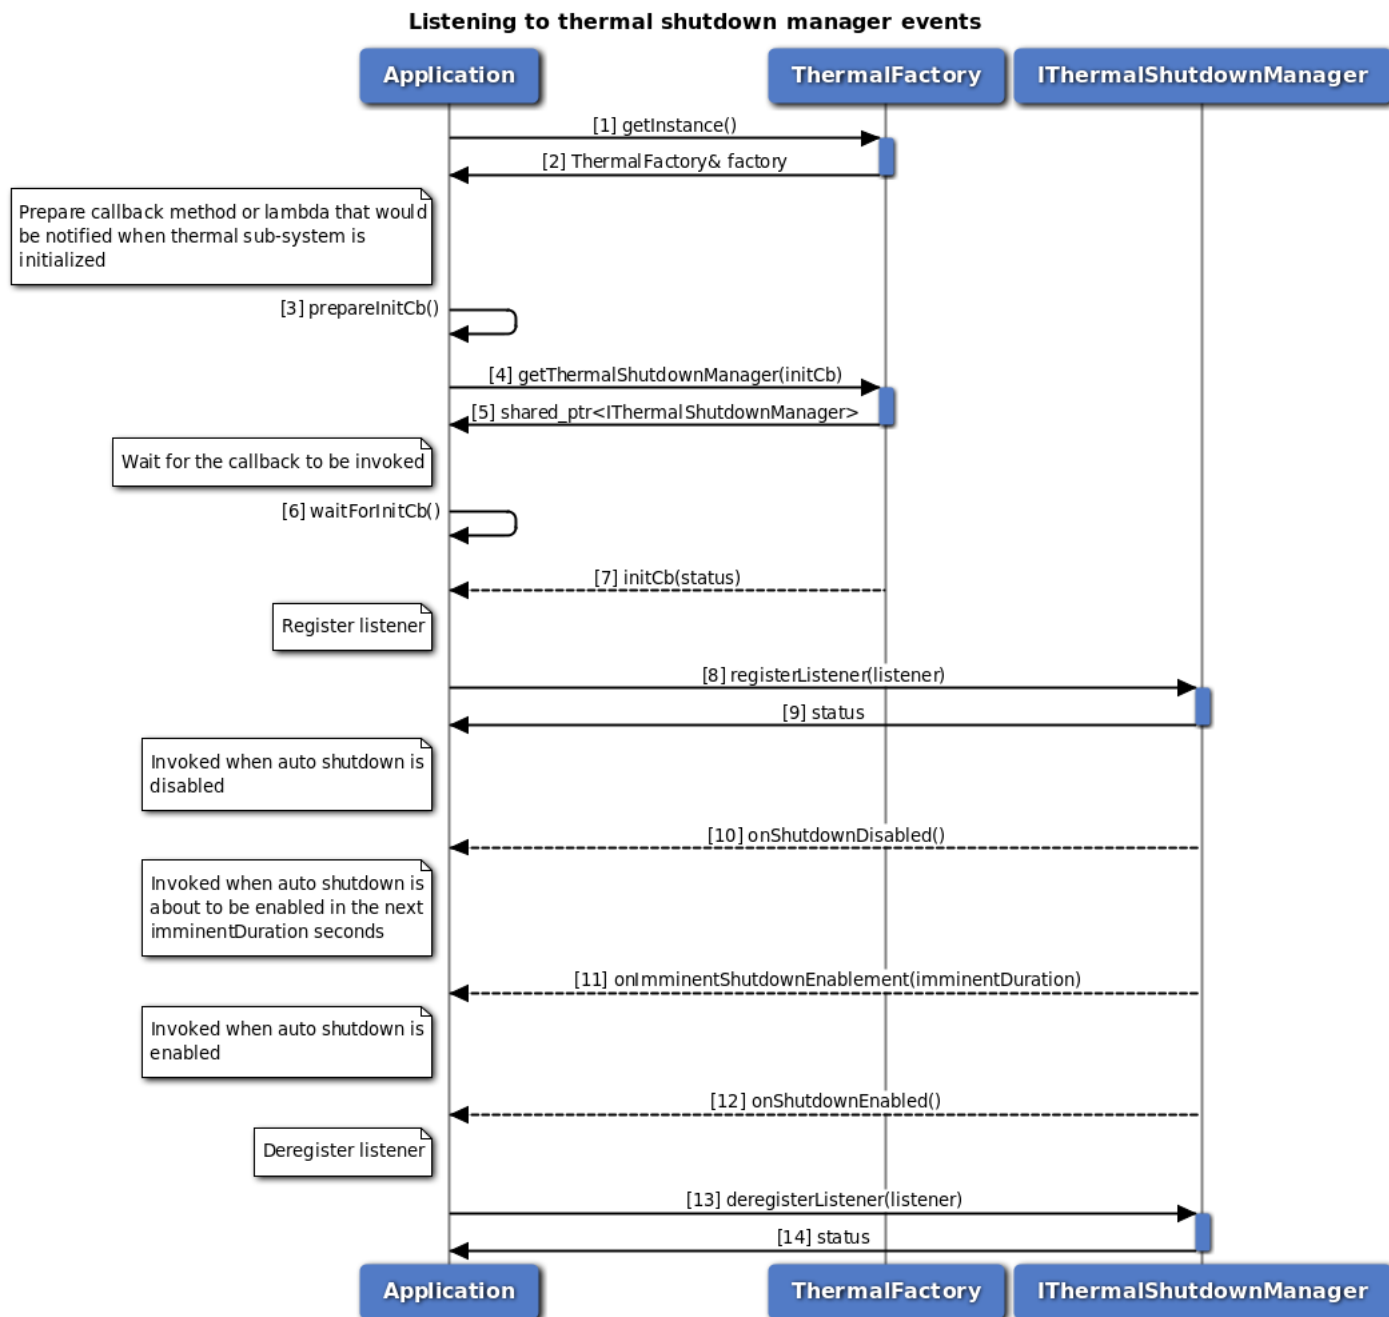 Listening to thermal shutdown manager events
Application
ThermalFactory
IThermalShutdownManager
[1] getInstance()
[2] ThermalFactory& factory
Prepare callback method or lambda that would
be notified when thermal sub-system is
initialized
[3] prepareInitCb()
[4] getThermalShutdownManager(initCb)
[5] shared_ptr<IThermalShutdownManager>
Wait for the callback to be invoked
[6] waitForInitCb()
[7] initCb(status)
Register listener
[8] registerListener(listener)
[9] status
Invoked when auto shutdown is
disabled
[10] onShutdownDisabled()
Invoked when auto shutdown is
about to be enabled in the next
imminentDuration seconds
[11] onImminentShutdownEnablement(imminentDuration)
Invoked when auto shutdown is
enabled
[12] onShutdownEnabled()
Deregister listener
[13] deregisterListener(listener)
[14] status
Application
ThermalFactory
IThermalShutdownManager